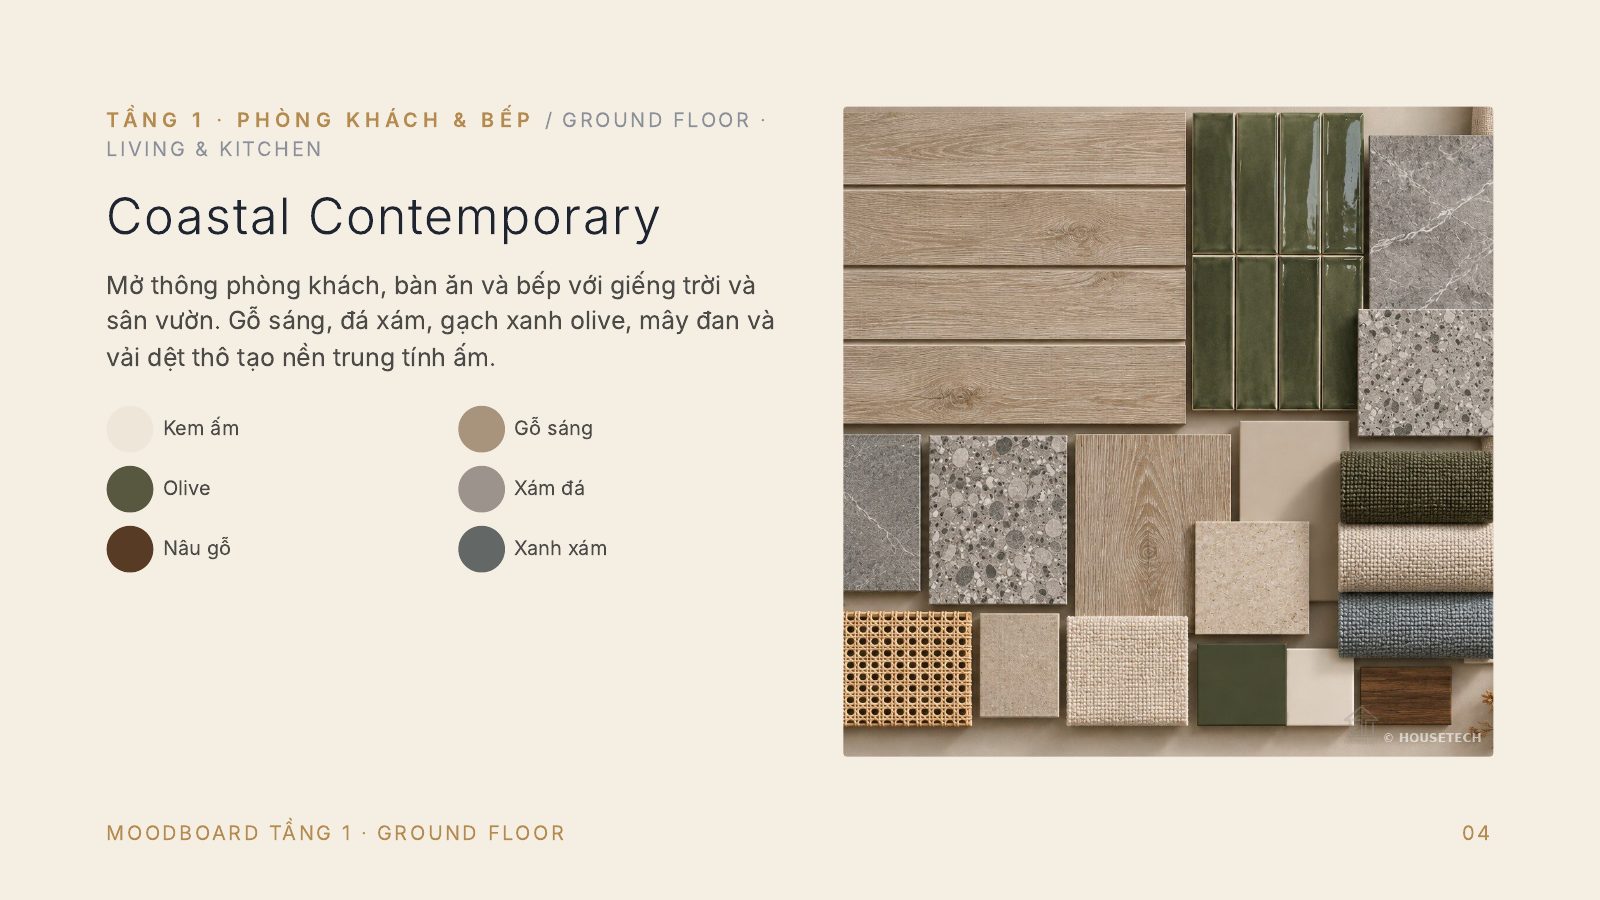 TẦNG 1 · PHÒNG KHÁCH & BẾP / GROUND FLOOR ·
LIVING & KITCHEN
Coastal Contemporary
Mở thông phòng khách, bàn ăn và bếp với giếng trời và
sân vườn. Gỗ sáng, đá xám, gạch xanh olive, mây đan và
vải dệt thô tạo nền trung tính ấm.
Kem ấm
Gỗ sáng
Olive
Xám đá
Nâu gỗ
Xanh xám
© HOUSETECH
MOODBOARD TẦNG 1 · GROUND FLOOR
04